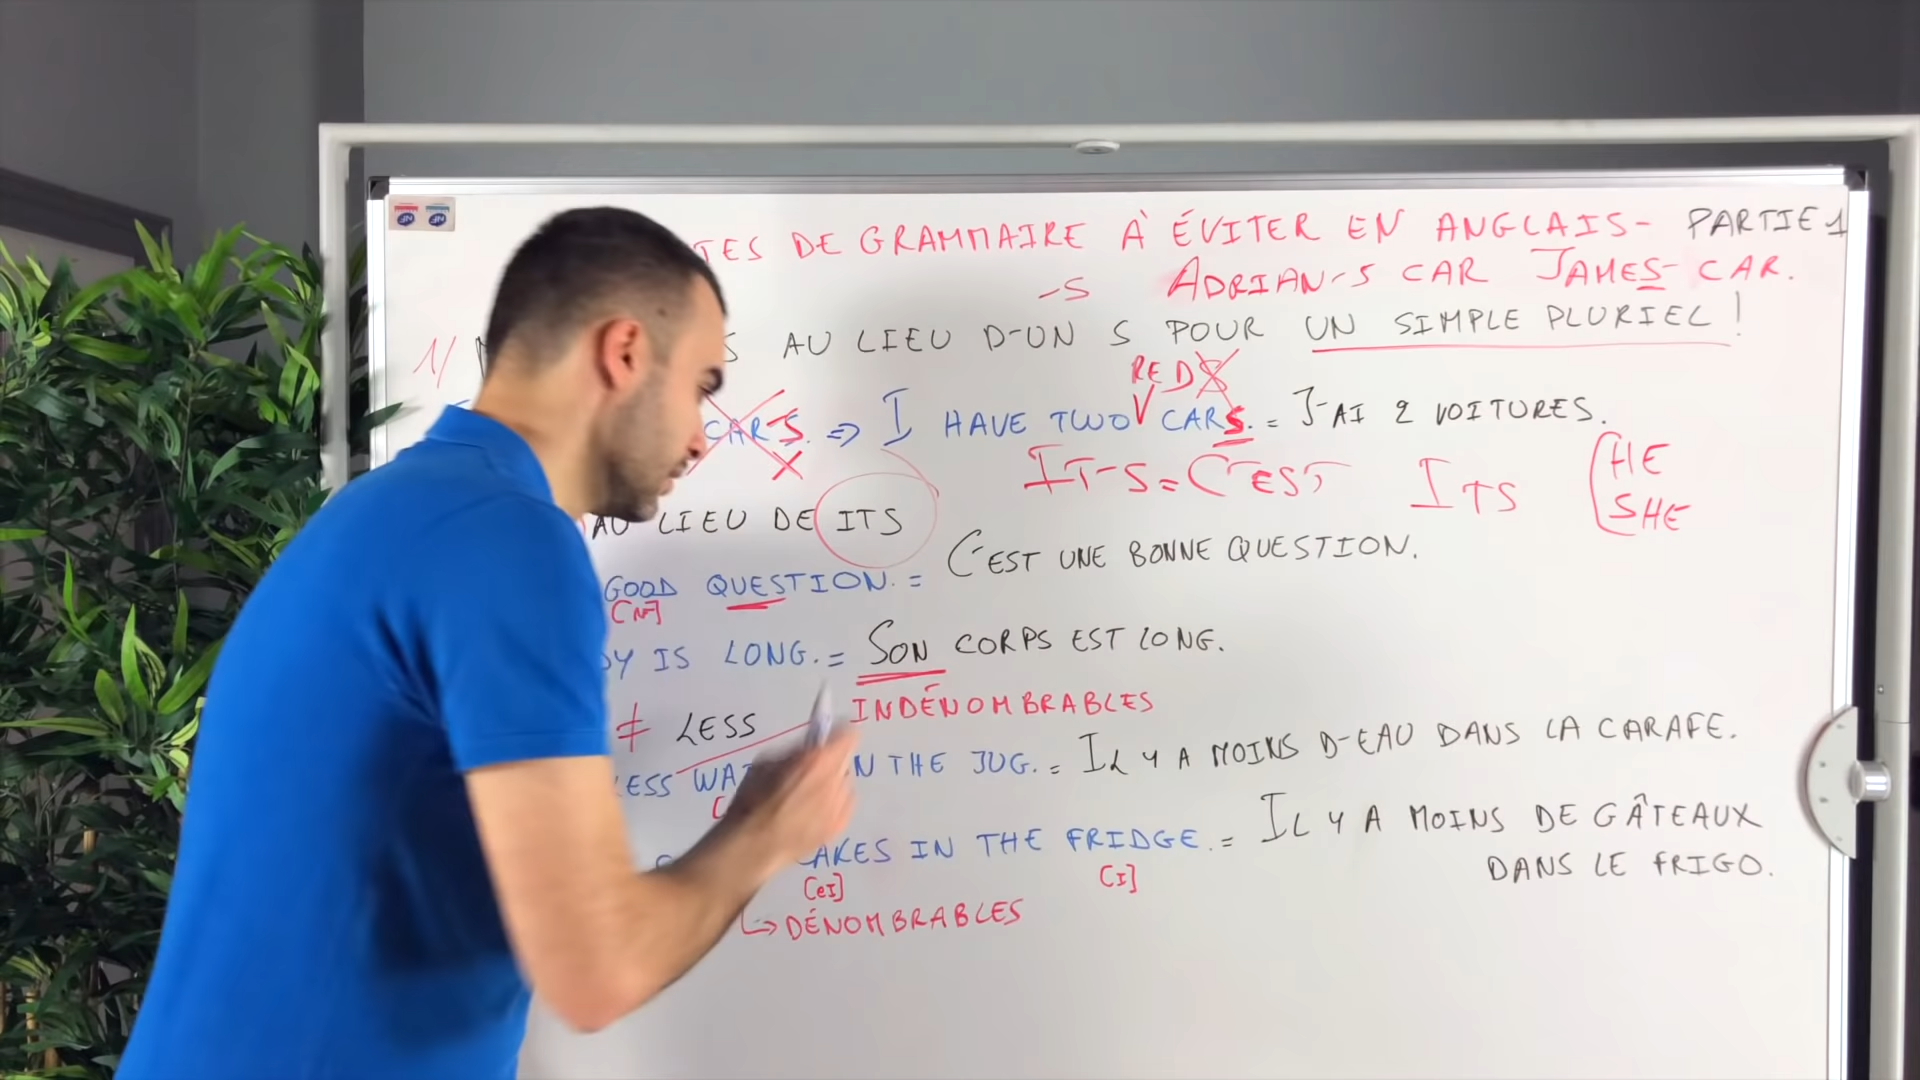 DE GRAMMAIRE À ÉVITER EN ANGLAIS- PARTIE 1
-S ADRIAN-S CAR JAMES- CAR.
1/ S AU LIEU D-UN S POUR UN SIMPLE PLURIEL !
RED
CAR-S. => I HAVE TWO CARS. = J-AI 2 VOITURES.
X
IT-S = C-EST ITS HE
SHE
AU LIEU DE ITS
GOOD QUESTION. = C-EST UNE BONNE QUESTION.
IS LONG. = SON CORPS EST LONG.
≠ LESS INDÉNOMBRABLES
IN THE JUG. = IL Y A MOINS D-EAU DANS LA CARAFE.
IN THE FRIDGE. = IL Y A MOINS DE GÂTEAUX
[eI] [I] DANS LE FRIGO.
↳ DÉNOMBRABLES